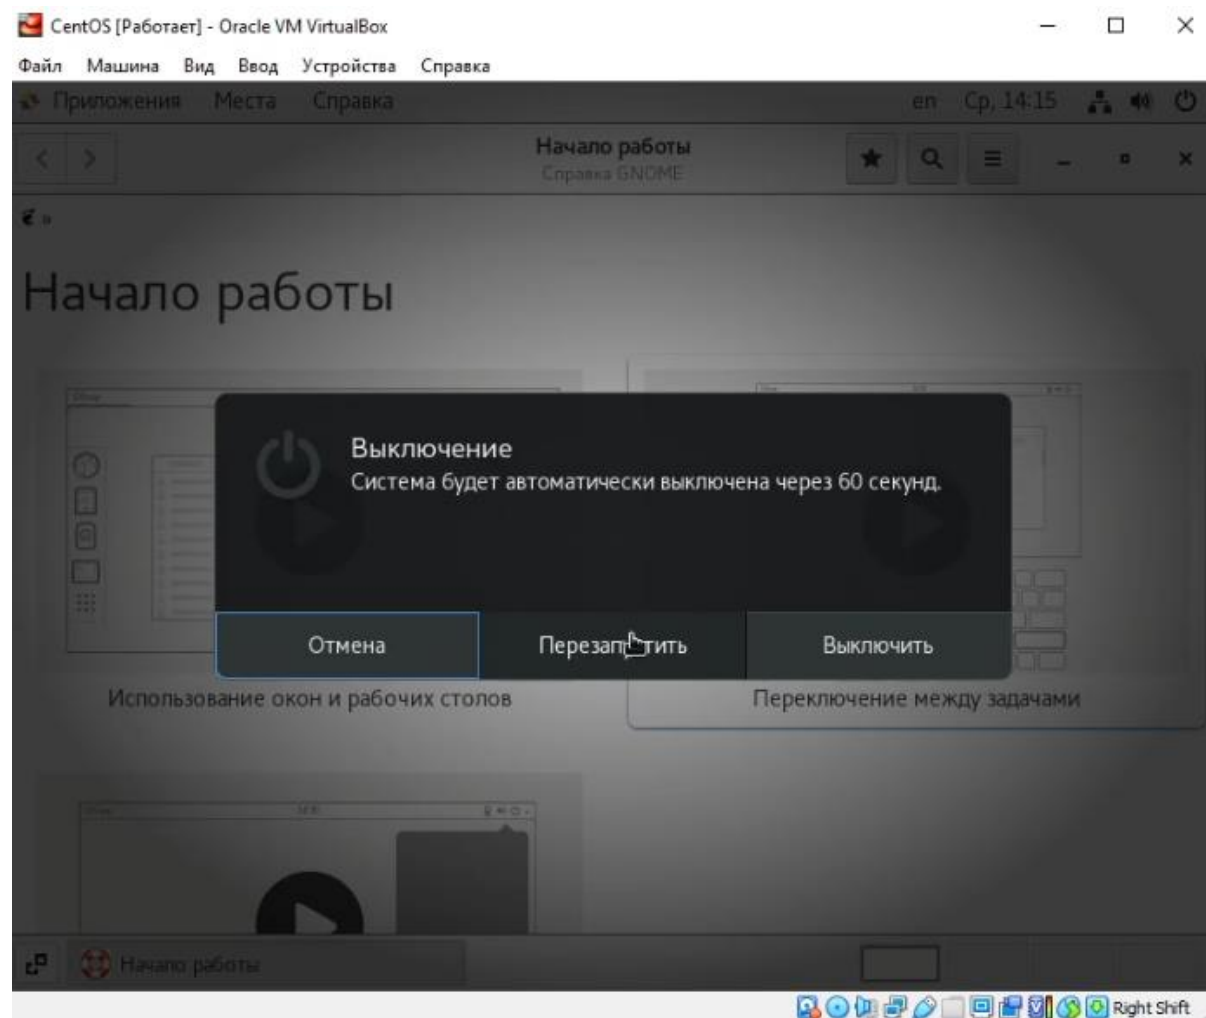 CentOS [Работает] - Oracle VM VirtualBox
Файл Машина Вид Ввод Устройства Справка
Приложения Места Справка en Ср, 14:15
Начало работы
Справка GNOME
Начало работы
Выключение
Система будет автоматически выключена через 60 секунд.
Отмена Перезапустить Выключить
Использование окон и рабочих столов Переключение между задачами
Начало работы
Right Shift